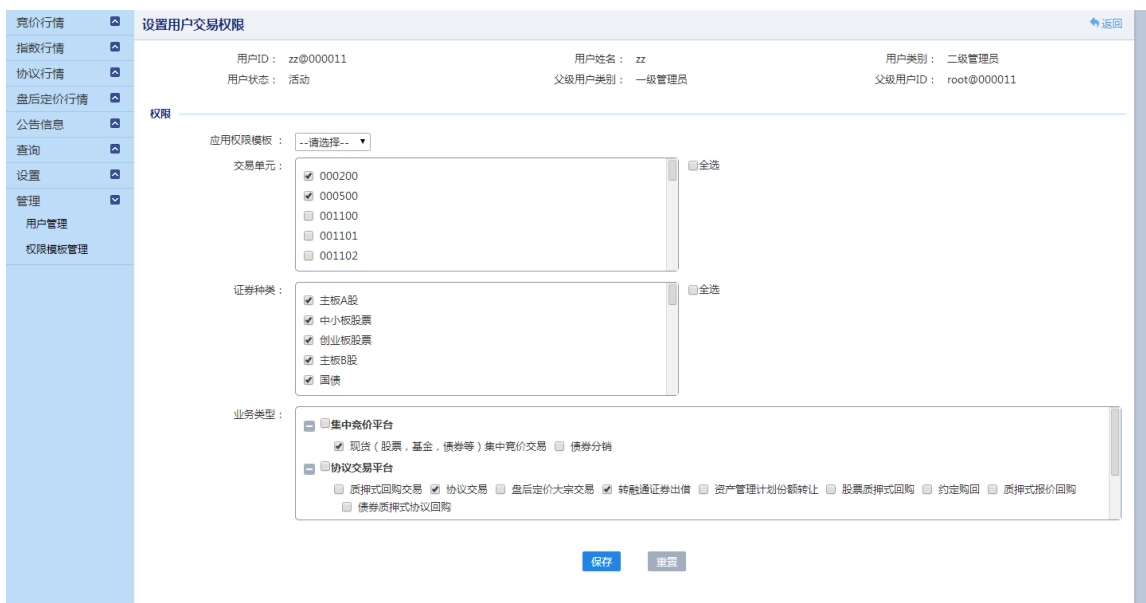 竞价行情
指数行情
协议行情
盘后定价行情
公告信息
查询
设置
管理
用户管理
权限模板管理
设置用户交易权限 返回
用户ID： zz@000011 用户姓名： zz 用户类别： 二级管理员
用户状态： 活动 父级用户类别： 一级管理员 父级用户ID： root@000011
权限
应用权限模板 ： --请选择--
交易单元： 全选
000200
000500
001100
001101
001102
证券种类： 全选
主板A股
中小板股票
创业板股票
主板B股
国债
业务类型：
集中竞价平台
现货（股票，基金，债券等）集中竞价交易 债券分销
协议交易平台
质押式回购交易 协议交易 盘后定价大宗交易 转融通证券出借 资产管理计划份额转让 股票质押式回购 约定购回 质押式报价回购
债券质押式协议回购
保存 重置